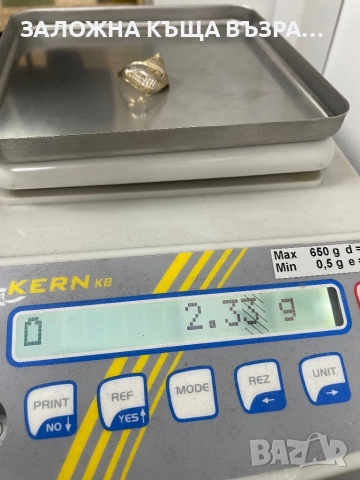 ЗАЛОЖНА КЪЩА ВЪЗРА...
Max 650 g d =
Min 0,5 g e =
KERN KB
2.33 g
PRINT
NO
REF
YES
MODE
REZ
UNIT
BAZAR